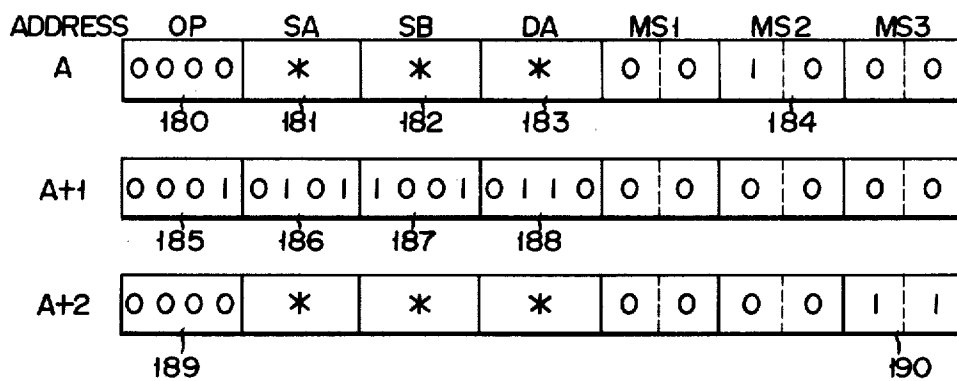 ADDRESS OP SA SB DA MS1 MS2 MS3
A 0 0 0 0 * * * 0 0 1 0 0 0
180 181 182 183 184
A+1 0 0 0 1 0 1 0 1 1 0 0 1 0 1 1 0 0 0 0 0 0 0
185 186 187 188
A+2 0 0 0 0 * * * 0 0 0 0 1 1
189 190